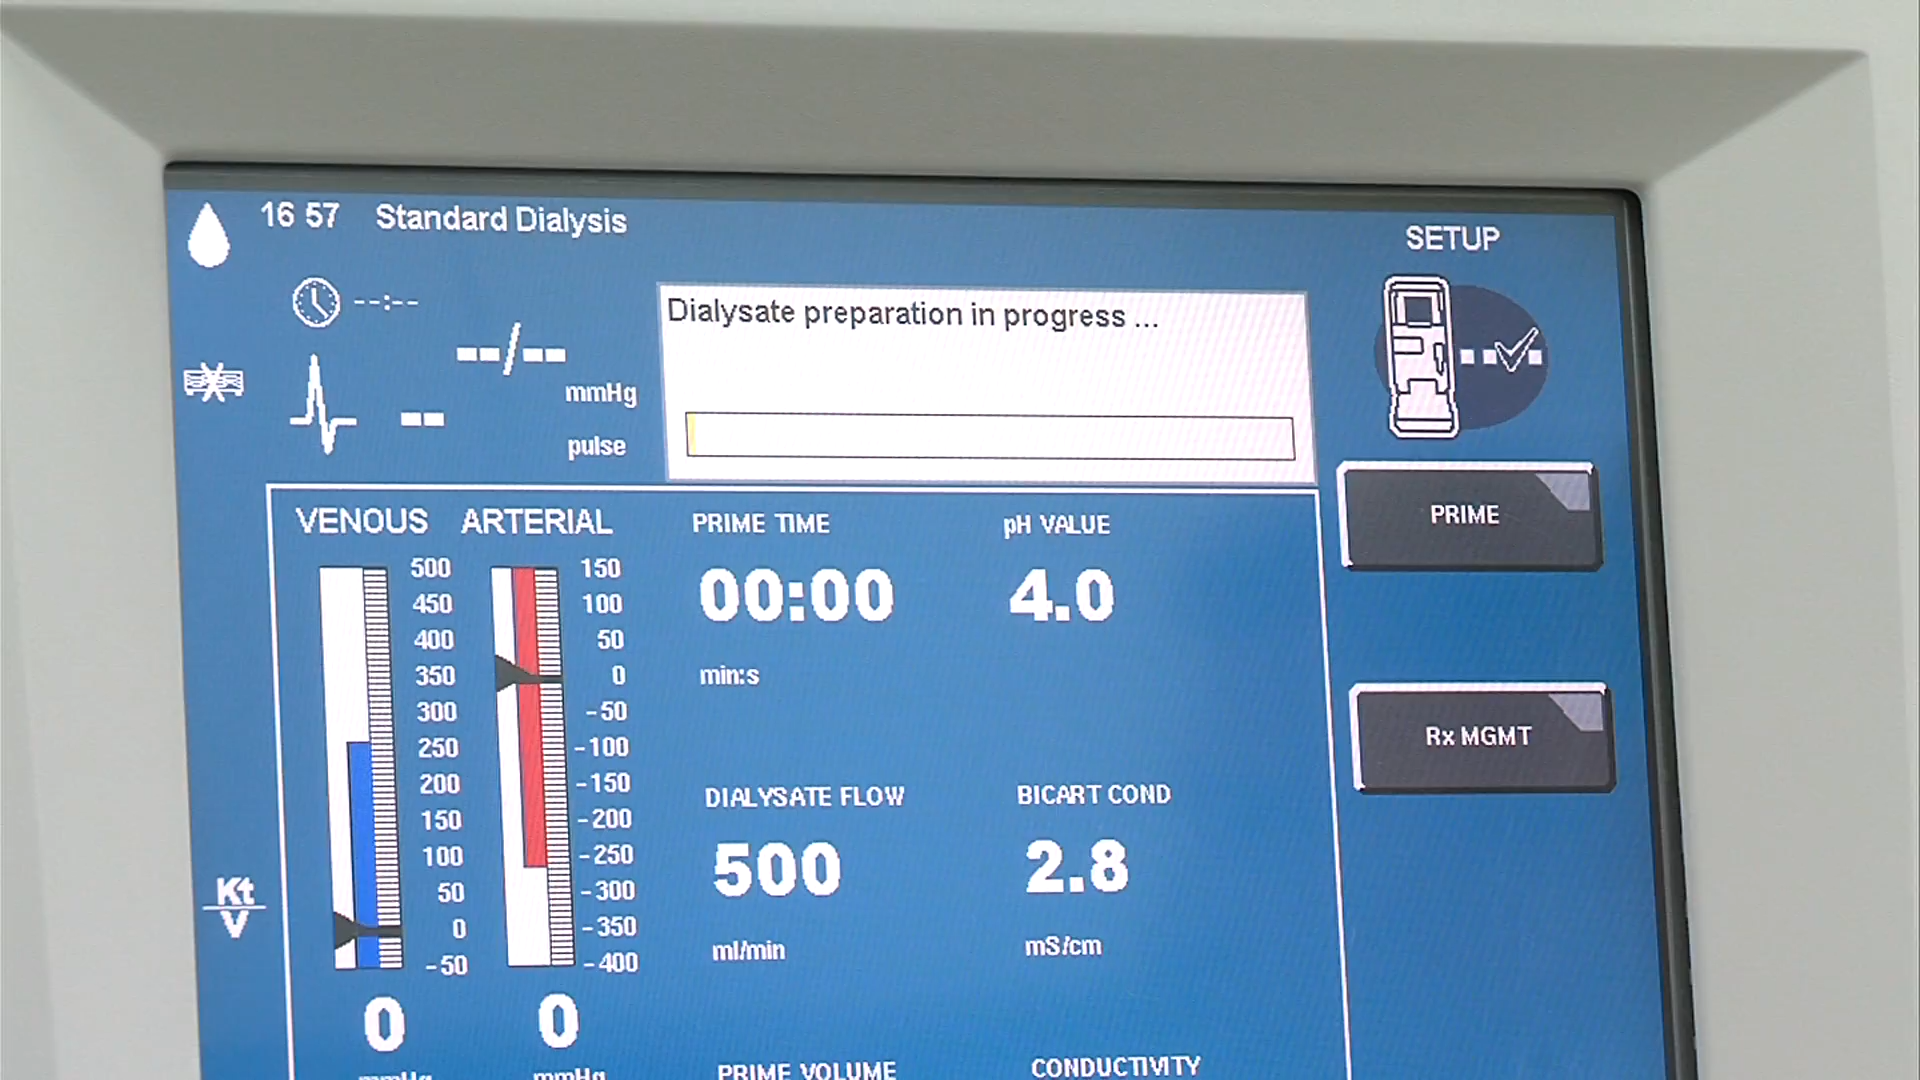 16 57 Standard Dialysis
SETUP
--:--
--/--
mmHg
--
pulse
Dialysate preparation in progress ...
PRIME
Rx MGMT
VENOUS ARTERIAL
500
450
400
350
300
250
200
150
100
50
0
-50
150
100
50
0
-50
-100
-150
-200
-250
-300
-350
-400
0
mmHg
0
mmHg
PRIME TIME
00:00
min:s
pH VALUE
4.0
DIALYSATE FLOW
500
ml/min
BICART COND
2.8
mS/cm
PRIME VOLUME
CONDUCTIVITY
Kt
V